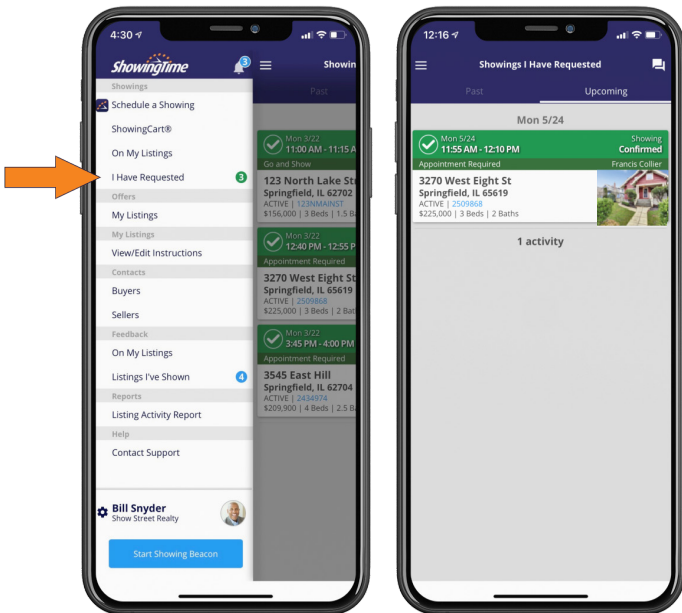 4:30
ShowingTime
3
Showings
Schedule a Showing
ShowingCart®
On My Listings
I Have Requested
3
Offers
My Listings
My Listings
View/Edit Instructions
Contacts
Buyers
Sellers
Feedback
On My Listings
Listings I've Shown
4
Reports
Listing Activity Report
Help
Contact Support
Bill Snyder
Show Street Realty
Start Showing Beacon
Showin
Past
Mon 3/22
11:00 AM - 11:15 A
Go and Show
123 North Lake St
Springfield, IL 62702
ACTIVE | 123NMAINST
$156,000 | 3 Beds | 1.5 B
Mon 3/22
12:40 PM - 12:55 P
Appointment Required
3270 West Eight St
Springfield, IL 65619
ACTIVE | 2509868
$225,000 | 3 Beds | 2 Bat
Mon 3/22
3:45 PM - 4:00 PM
Appointment Required
3545 East Hill
Springfield, IL 62704
ACTIVE | 2434974
$209,900 | 4 Beds | 2.5 B
12:16
Showings I Have Requested
Past
Upcoming
Mon 5/24
Mon 5/24
Showing
11:55 AM - 12:10 PM
Confirmed
Appointment Required
Francis Collier
3270 West Eight St
Springfield, IL 65619
ACTIVE | 2509868
$225,000 | 3 Beds | 2 Baths
1 activity